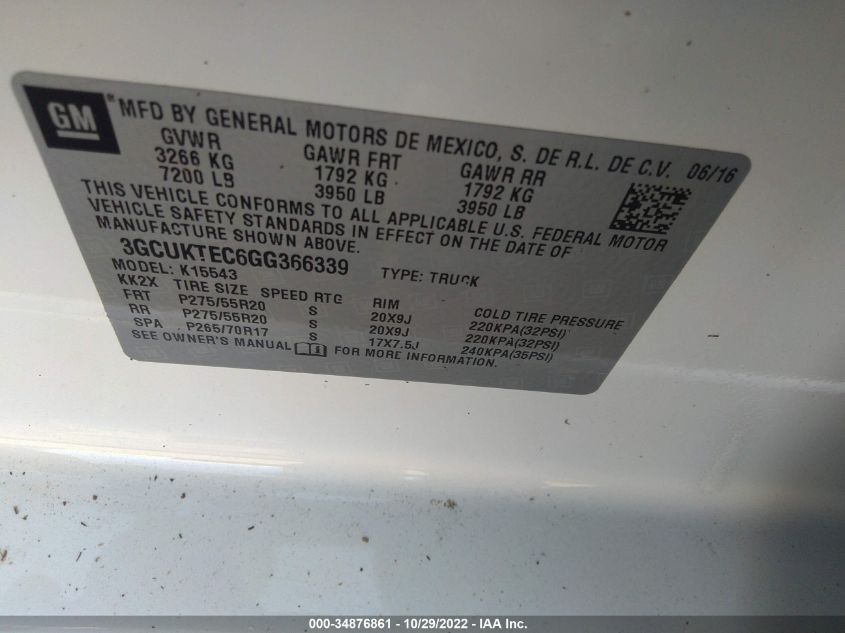 GM
® MFD BY GENERAL MOTORS DE MEXICO, S. DE R.L. DE C.V. 06/16
GVWR GAWR FRT GAWR RR
3266 KG 1792 KG 1792 KG
7200 LB 3950 LB 3950 LB
THIS VEHICLE CONFORMS TO ALL APPLICABLE U.S. FEDERAL MOTOR
VEHICLE SAFETY STANDARDS IN EFFECT ON THE DATE OF
MANUFACTURE SHOWN ABOVE.
3GCUKTEC6GG366339 TYPE: TRUCK
MODEL: K15543
KK2X TIRE SIZE SPEED RTG RIM COLD TIRE PRESSURE
FRT P275/55R20 S 20X9J 220KPA(32PSI)
RR P275/55R20 S 20X9J 220KPA(32PSI)
SPA P265/70R17 S 17X7.5J 240KPA(35PSI)
SEE OWNER'S MANUAL FOR MORE INFORMATION.
000-34876861 - 10/29/2022 - IAA Inc.